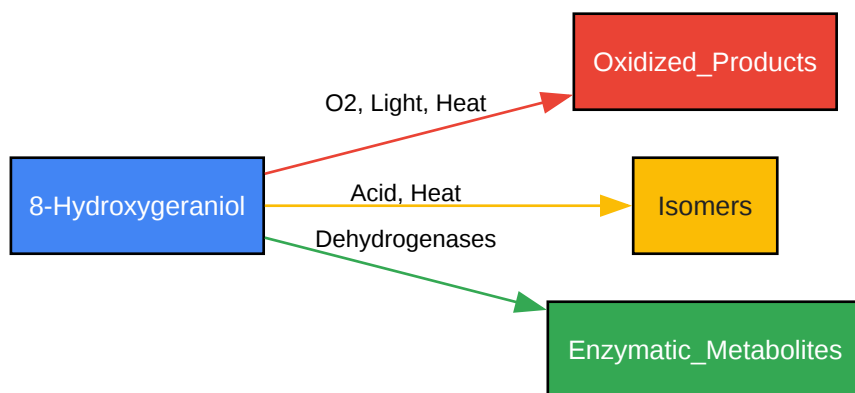 Oxidized_Products
O2, Light, Heat
8-Hydroxygeraniol
Acid, Heat
Isomers
Dehydrogenases
Enzymatic_Metabolites